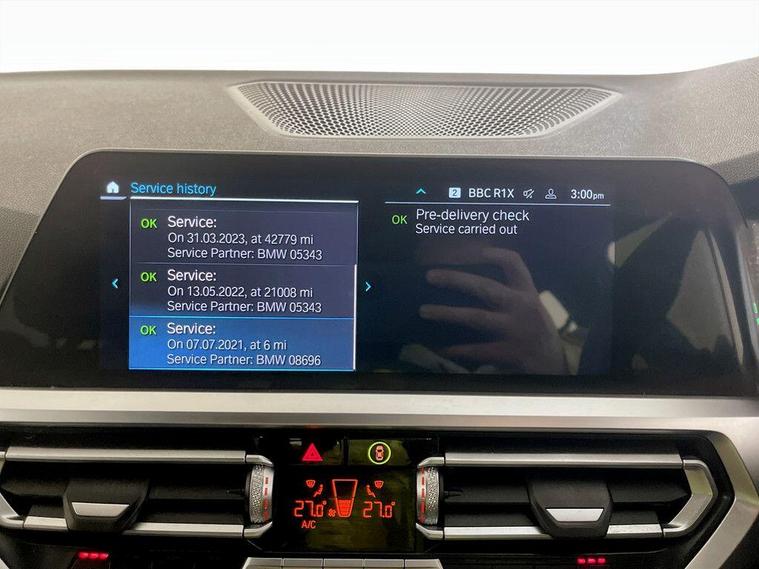 Service history
2 BBC R1X 3:00pm
OK Service:
On 31.03.2023, at 42779 mi
Service Partner: BMW 05343
OK Service:
On 13.05.2022, at 21008 mi
Service Partner: BMW 05343
OK Service:
On 07.07.2021, at 6 mi
Service Partner: BMW 08696
OK Pre-delivery check
Service carried out
27.0° 27.0°
A/C